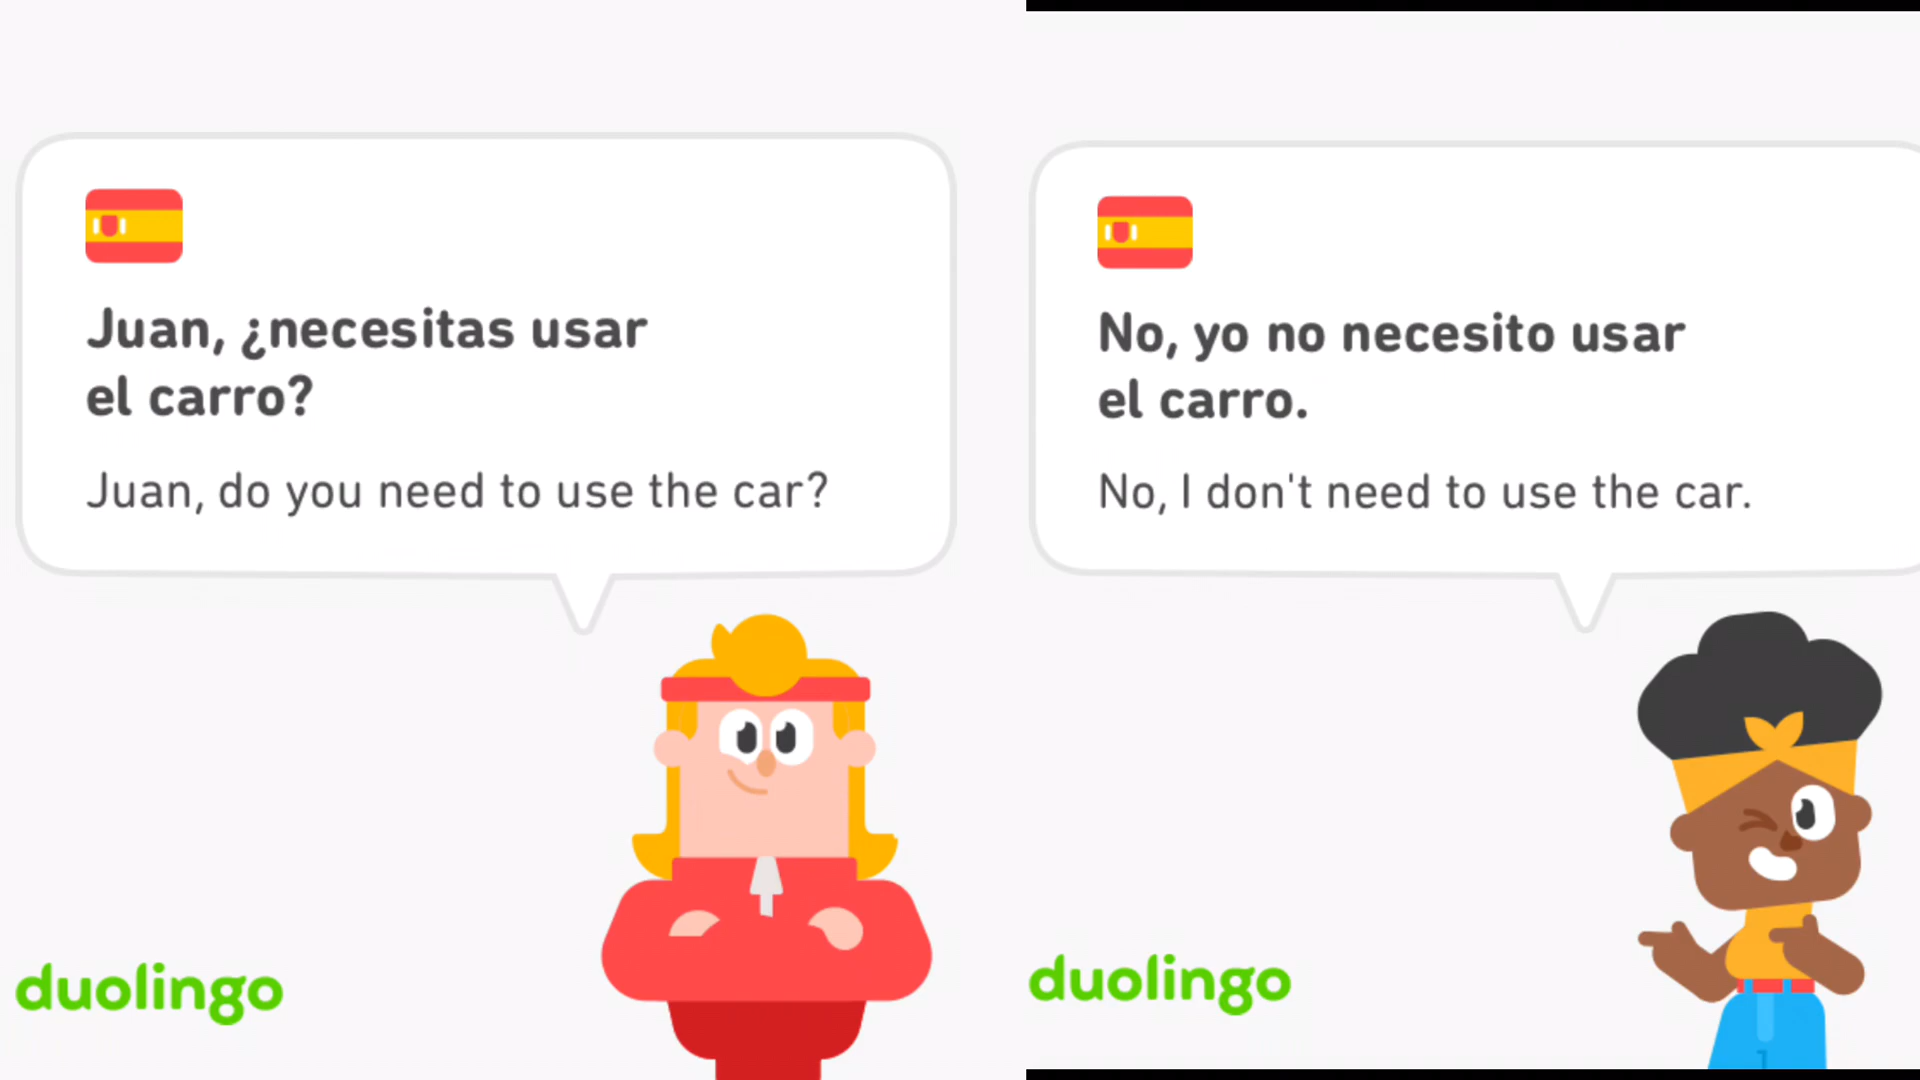 Juan, ¿necesitas usar
el carro?
Juan, do you need to use the car?
duolingo
No, yo no necesito usar
el carro.
No, I don't need to use the car.
duolingo